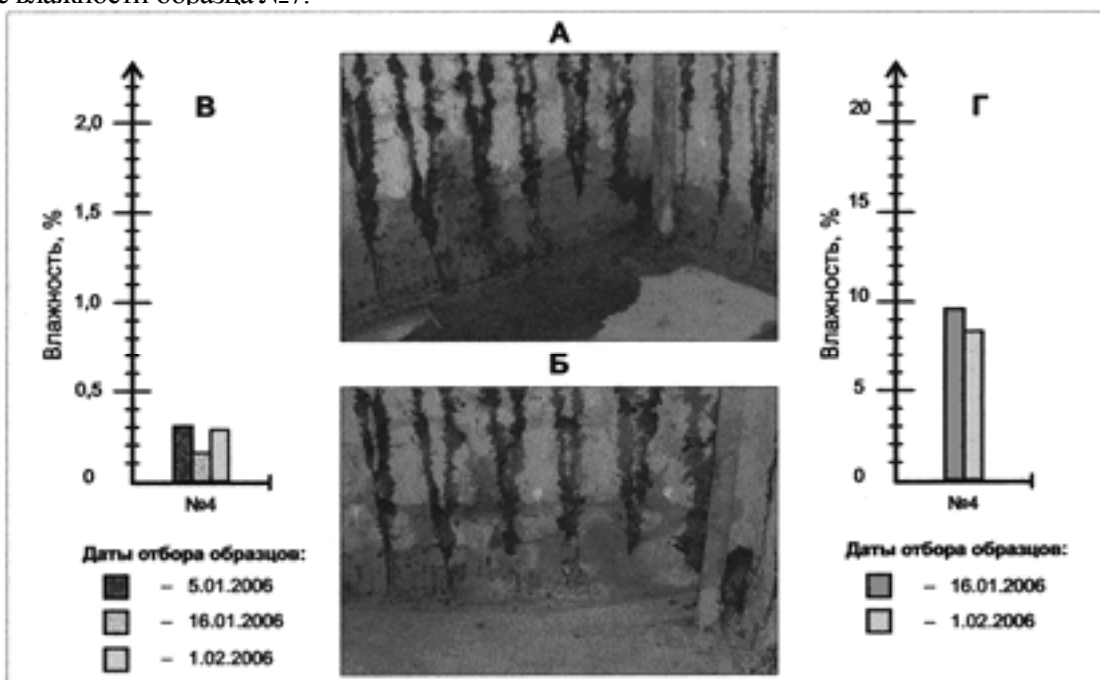 влажности образца №7.
А
В
2,0
1,5
1,0
0,5
0
Влажность, %
№4
Даты отбора образцов:
– 5.01.2006
– 16.01.2006
– 1.02.2006
Б
Г
20
15
10
5
0
Влажность, %
№4
Даты отбора образцов:
– 16.01.2006
– 1.02.2006